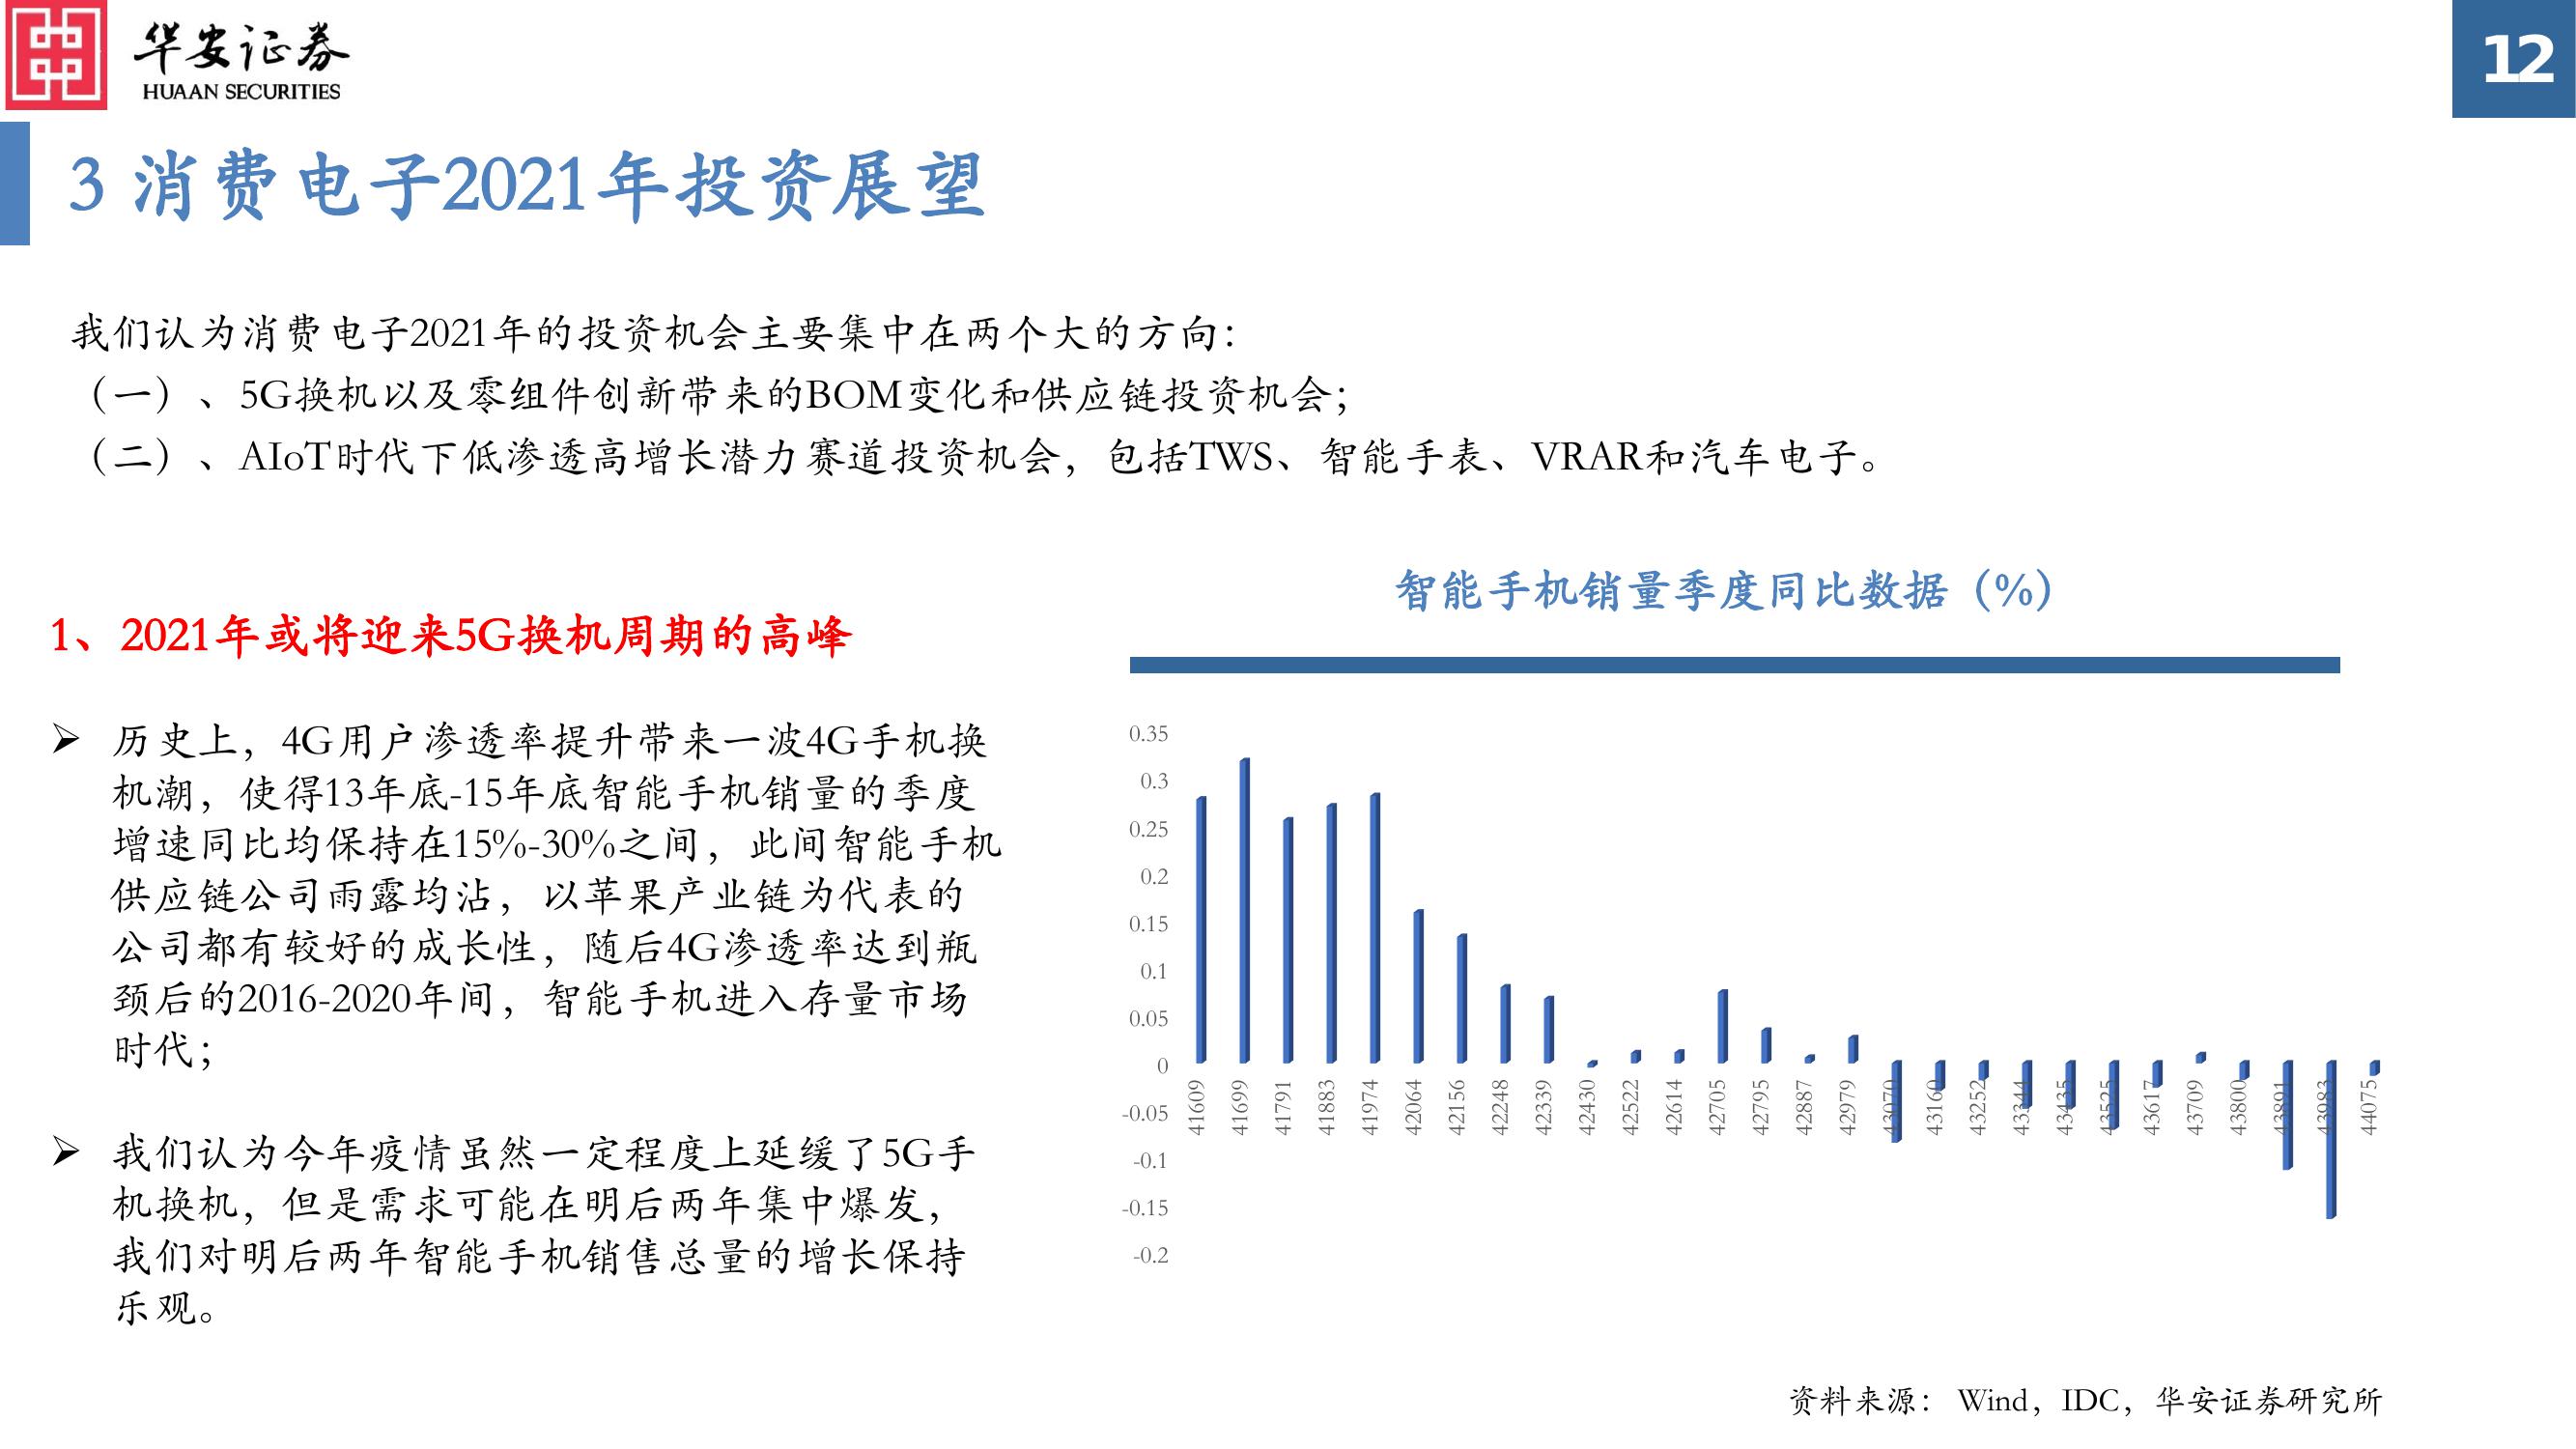 华安证券
HUAAN SECURITIES
12
3 消费电子2021年投资展望
我们认为消费电子2021年的投资机会主要集中在两个大的方向：
（一）、5G换机以及零组件创新带来的BOM变化和供应链投资机会；
（二）、AIoT时代下低渗透高增长潜力赛道投资机会，包括TWS、智能手表、VRAR和汽车电子。
1、2021年或将迎来5G换机周期的高峰
➢ 历史上，4G用户渗透率提升带来一波4G手机换
机潮，使得13年底-15年底智能手机销量的季度
增速同比均保持在15%-30%之间，此间智能手机
供应链公司雨露均沾，以苹果产业链为代表的
公司都有较好的成长性，随后4G渗透率达到瓶
颈后的2016-2020年间，智能手机进入存量市场
时代；
➢ 我们认为今年疫情虽然一定程度上延缓了5G手
机换机，但是需求可能在明后两年集中爆发，
我们对明后两年智能手机销售总量的增长保持
乐观。
智能手机销量季度同比数据（%）
0.35
0.3
0.25
0.2
0.15
0.1
0.05
0
-0.05
-0.1
-0.15
-0.2
41609
41699
41791
41883
41974
42064
42156
42248
42339
42430
42522
42614
42705
42795
42887
42979
43070
43160
43252
43344
43435
43525
43617
43709
43800
43891
43983
44075
资料来源： Wind，IDC，华安证券研究所